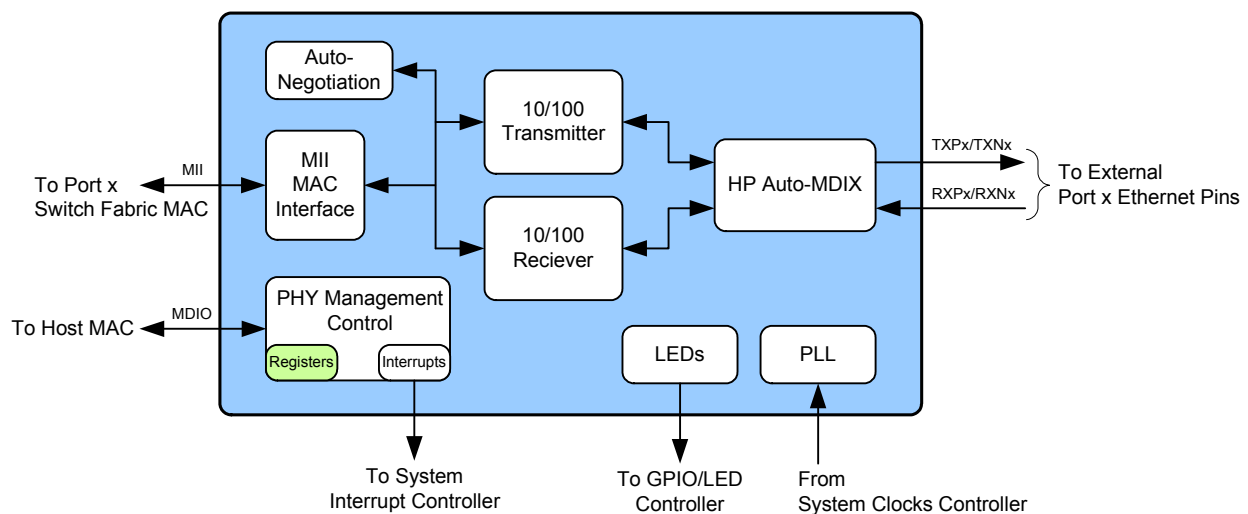 Auto-
Negotiation
10/100
Transmitter
MII
MII
MAC
Interface
To Port x
Switch Fabric MAC
HP Auto-MDIX
TXPx/TXNx
RXPx/RXNx
To External
Port x Ethernet Pins
10/100
Reciever
PHY Management
Control
MDIO
To Host MAC
Registers
Interrupts
LEDs
PLL
To System
Interrupt Controller
To GPIO/LED
Controller
From
System Clocks Controller